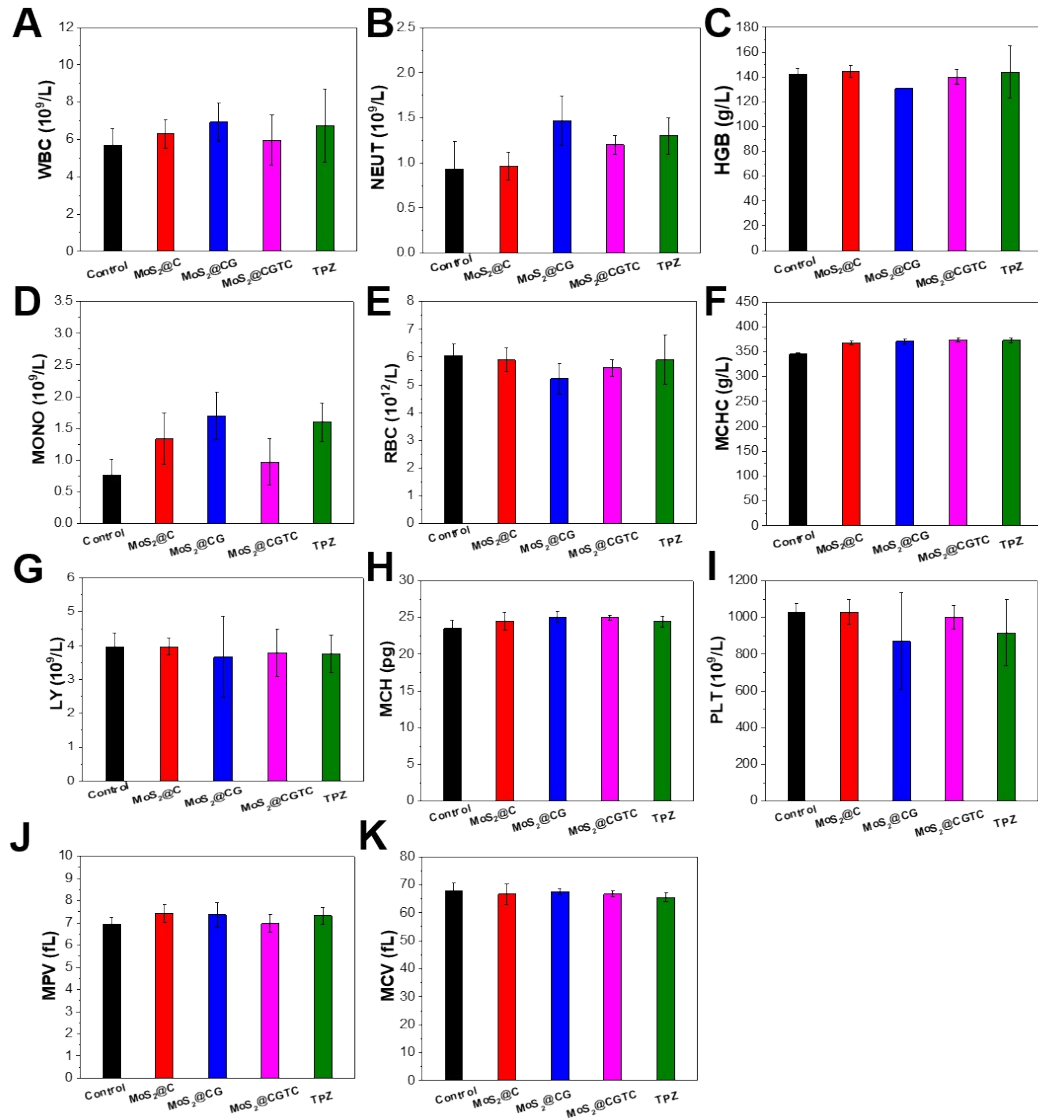 A
WBC (10⁹/L)
12
10
8
6
4
2
0
Control
MoS₂@C
MoS₂@CG
MoS₂@CGTC
TPZ
B
NEUT (10⁹/L)
2.5
2.0
1.5
1.0
0.5
0.0
Control
MoS₂@C
MoS₂@CG
MoS₂@CGTC
TPZ
C
HGB (g/L)
180
160
140
120
100
80
60
40
20
0
Control
MoS₂@C
MoS₂@CG
MoS₂@CGTC
TPZ
D
MONO (10⁹/L)
3.5
3.0
2.5
2.0
1.5
1.0
0.5
0.0
Control
MoS₂@C
MoS₂@CG
MoS₂@CGTC
TPZ
E
RBC (10¹²/L)
8
7
6
5
4
3
2
1
0
Control
MoS₂@C
MoS₂@CG
MoS₂@CGTC
TPZ
F
MCHC (g/L)
450
400
350
300
250
200
150
100
50
0
Control
MoS₂@C
MoS₂@CG
MoS₂@CGTC
TPZ
G
LY (10⁹/L)
6
5
4
3
2
1
0
Control
MoS₂@C
MoS₂@CG
MoS₂@CGTC
TPZ
H
MCH (pg)
30
25
20
15
10
5
0
Control
MoS₂@C
MoS₂@CG
MoS₂@CGTC
TPZ
I
PLT (10⁹/L)
1200
1000
800
600
400
200
0
Control
MoS₂@C
MoS₂@CG
MoS₂@CGTC
TPZ
J
MPV (fL)
10
9
8
7
6
5
4
3
2
1
0
Control
MoS₂@C
MoS₂@CG
MoS₂@CGTC
TPZ
K
MCV (fL)
80
70
60
50
40
30
20
10
0
Control
MoS₂@C
MoS₂@CG
MoS₂@CGTC
TPZ